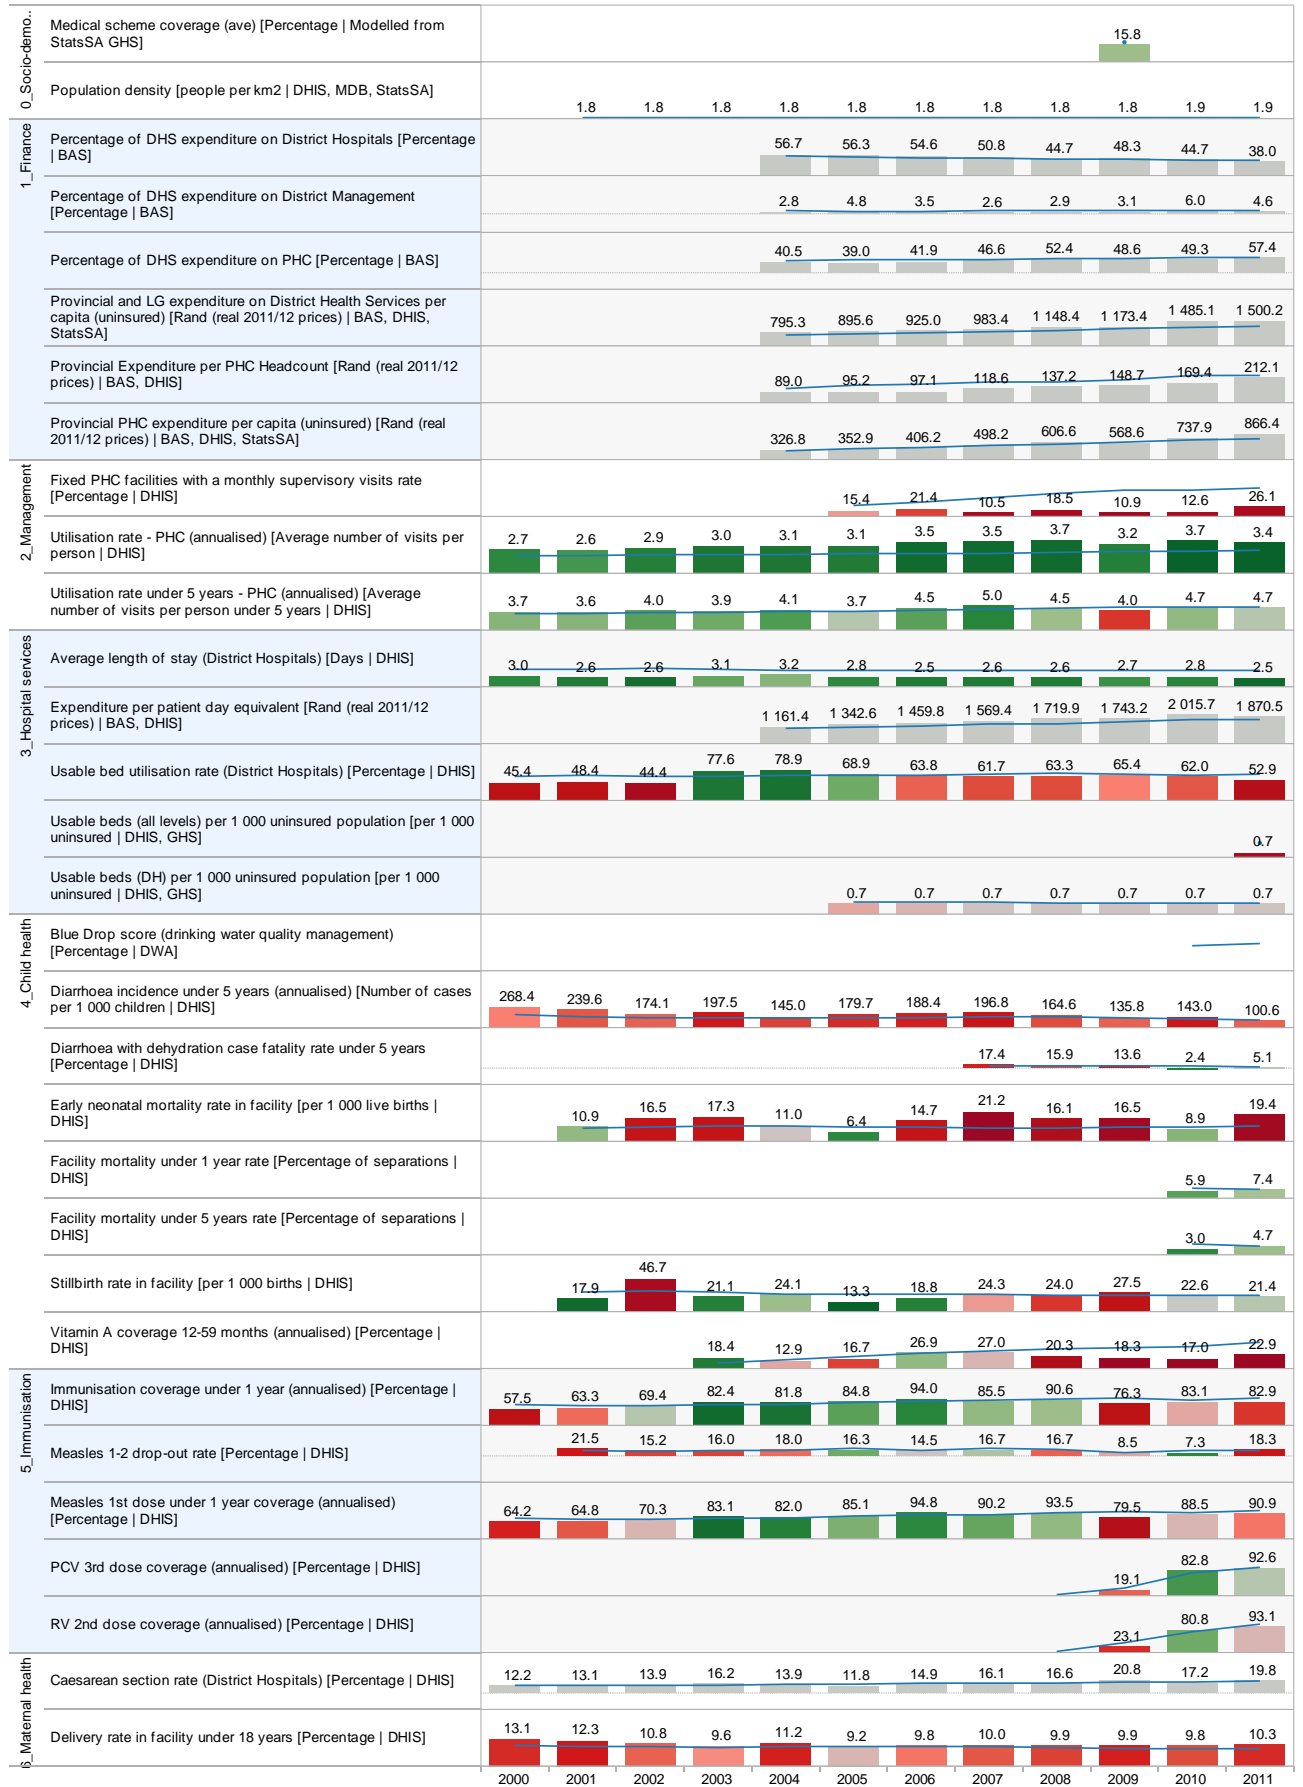 0_Socio-demo..
Medical scheme coverage (ave) [Percentage | Modelled from
StatsSA GHS]
15.8
Population density [people per km2 | DHIS, MDB, StatsSA]
1.8 1.8 1.8 1.8 1.8 1.8 1.8 1.8 1.8 1.9 1.9
1_Finance
Percentage of DHS expenditure on District Hospitals [Percentage
| BAS]
56.7 56.3 54.6 50.8 44.7 48.3 44.7 38.0
Percentage of DHS expenditure on District Management
[Percentage | BAS]
2.8 4.8 3.5 2.6 2.9 3.1 6.0 4.6
Percentage of DHS expenditure on PHC [Percentage | BAS]
40.5 39.0 41.9 46.6 52.4 48.6 49.3 57.4
Provincial and LG expenditure on District Health Services per
capita (uninsured) [Rand (real 2011/12 prices) | BAS, DHIS,
StatsSA]
795.3 895.6 925.0 983.4 1 148.4 1 173.4 1 485.1 1 500.2
Provincial Expenditure per PHC Headcount [Rand (real 2011/12
prices) | BAS, DHIS]
89.0 95.2 97.1 118.6 137.2 148.7 169.4 212.1
Provincial PHC expenditure per capita (uninsured) [Rand (real
2011/12 prices) | BAS, DHIS, StatsSA]
326.8 352.9 406.2 498.2 606.6 568.6 737.9 866.4
2_Management
Fixed PHC facilities with a monthly supervisory visits rate
[Percentage | DHIS]
15.4 21.4 10.5 18.5 10.9 12.6 26.1
Utilisation rate - PHC (annualised) [Average number of visits per
person | DHIS]
2.7 2.6 2.9 3.0 3.1 3.1 3.5 3.5 3.7 3.2 3.7 3.4
Utilisation rate under 5 years - PHC (annualised) [Average
number of visits per person under 5 years | DHIS]
3.7 3.6 4.0 3.9 4.1 3.7 4.5 5.0 4.5 4.0 4.7 4.7
3_Hospital services
Average length of stay (District Hospitals) [Days | DHIS]
3.0 2.6 2.6 3.1 3.2 2.8 2.5 2.6 2.6 2.7 2.8 2.5
Expenditure per patient day equivalent [Rand (real 2011/12
prices) | BAS, DHIS]
1 161.4 1 342.6 1 459.8 1 569.4 1 719.9 1 743.2 2 015.7 1 870.5
Usable bed utilisation rate (District Hospitals) [Percentage | DHIS]
45.4 48.4 44.4 77.6 78.9 68.9 63.8 61.7 63.3 65.4 62.0 52.9
Usable beds (all levels) per 1 000 uninsured population [per 1 000
uninsured | DHIS, GHS]
0.7
Usable beds (DH) per 1 000 uninsured population [per 1 000
uninsured | DHIS, GHS]
0.7 0.7 0.7 0.7 0.7 0.7 0.7
4_Child health
Blue Drop score (drinking water quality management)
[Percentage | DWA]
Diarrhoea incidence under 5 years (annualised) [Number of cases
per 1 000 children | DHIS]
268.4 239.6 174.1 197.5 145.0 179.7 188.4 196.8 164.6 135.8 143.0 100.6
Diarrhoea with dehydration case fatality rate under 5 years
[Percentage | DHIS]
17.4 15.9 13.6 2.4 5.1
Early neonatal mortality rate in facility [per 1 000 live births |
DHIS]
10.9 16.5 17.3 11.0 6.4 14.7 21.2 16.1 16.5 8.9 19.4
Facility mortality under 1 year rate [Percentage of separations |
DHIS]
5.9 7.4
Facility mortality under 5 years rate [Percentage of separations |
DHIS]
3.0 4.7
Stillbirth rate in facility [per 1 000 births | DHIS]
17.9 46.7 21.1 24.1 13.3 18.8 24.3 24.0 27.5 22.6 21.4
Vitamin A coverage 12-59 months (annualised) [Percentage |
DHIS]
18.4 12.9 16.7 26.9 27.0 20.3 18.3 17.0 22.9
5_Immunisation
Immunisation coverage under 1 year (annualised) [Percentage |
DHIS]
57.5 63.3 69.4 82.4 81.8 84.8 94.0 85.5 90.6 76.3 83.1 82.9
Measles 1-2 drop-out rate [Percentage | DHIS]
21.5 15.2 16.0 18.0 16.3 14.5 16.7 16.7 8.5 7.3 18.3
Measles 1st dose under 1 year coverage (annualised)
[Percentage | DHIS]
64.2 64.8 70.3 83.1 82.0 85.1 94.8 90.2 93.5 79.5 88.5 90.9
PCV 3rd dose coverage (annualised) [Percentage | DHIS]
19.1 82.8 92.6
RV 2nd dose coverage (annualised) [Percentage | DHIS]
23.1 80.8 93.1
6_Maternal health
Caesarean section rate (District Hospitals) [Percentage | DHIS]
12.2 13.1 13.9 16.2 13.9 11.8 14.9 16.1 16.6 20.8 17.2 19.8
Delivery rate in facility under 18 years [Percentage | DHIS]
13.1 12.3 10.8 9.6 11.2 9.2 9.8 10.0 9.9 9.9 9.8 10.3
2000 2001 2002 2003 2004 2005 2006 2007 2008 2009 2010 2011